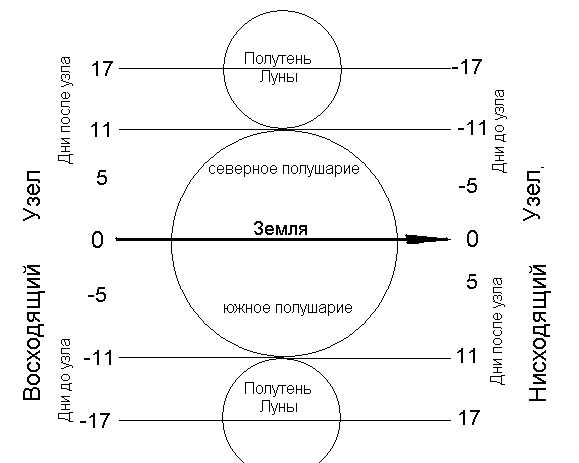 Полутень
Луны
17
-17
Дни после узла
11
-11
Дни до узла
северное полушарие
5
-5
Узел
Узел,
Земля
0
0
-5
5
южное полушарие
Восходящий
Нисходящий
Дни до узла
Дни после узла
-11
11
Полутень
Луны
-17
17